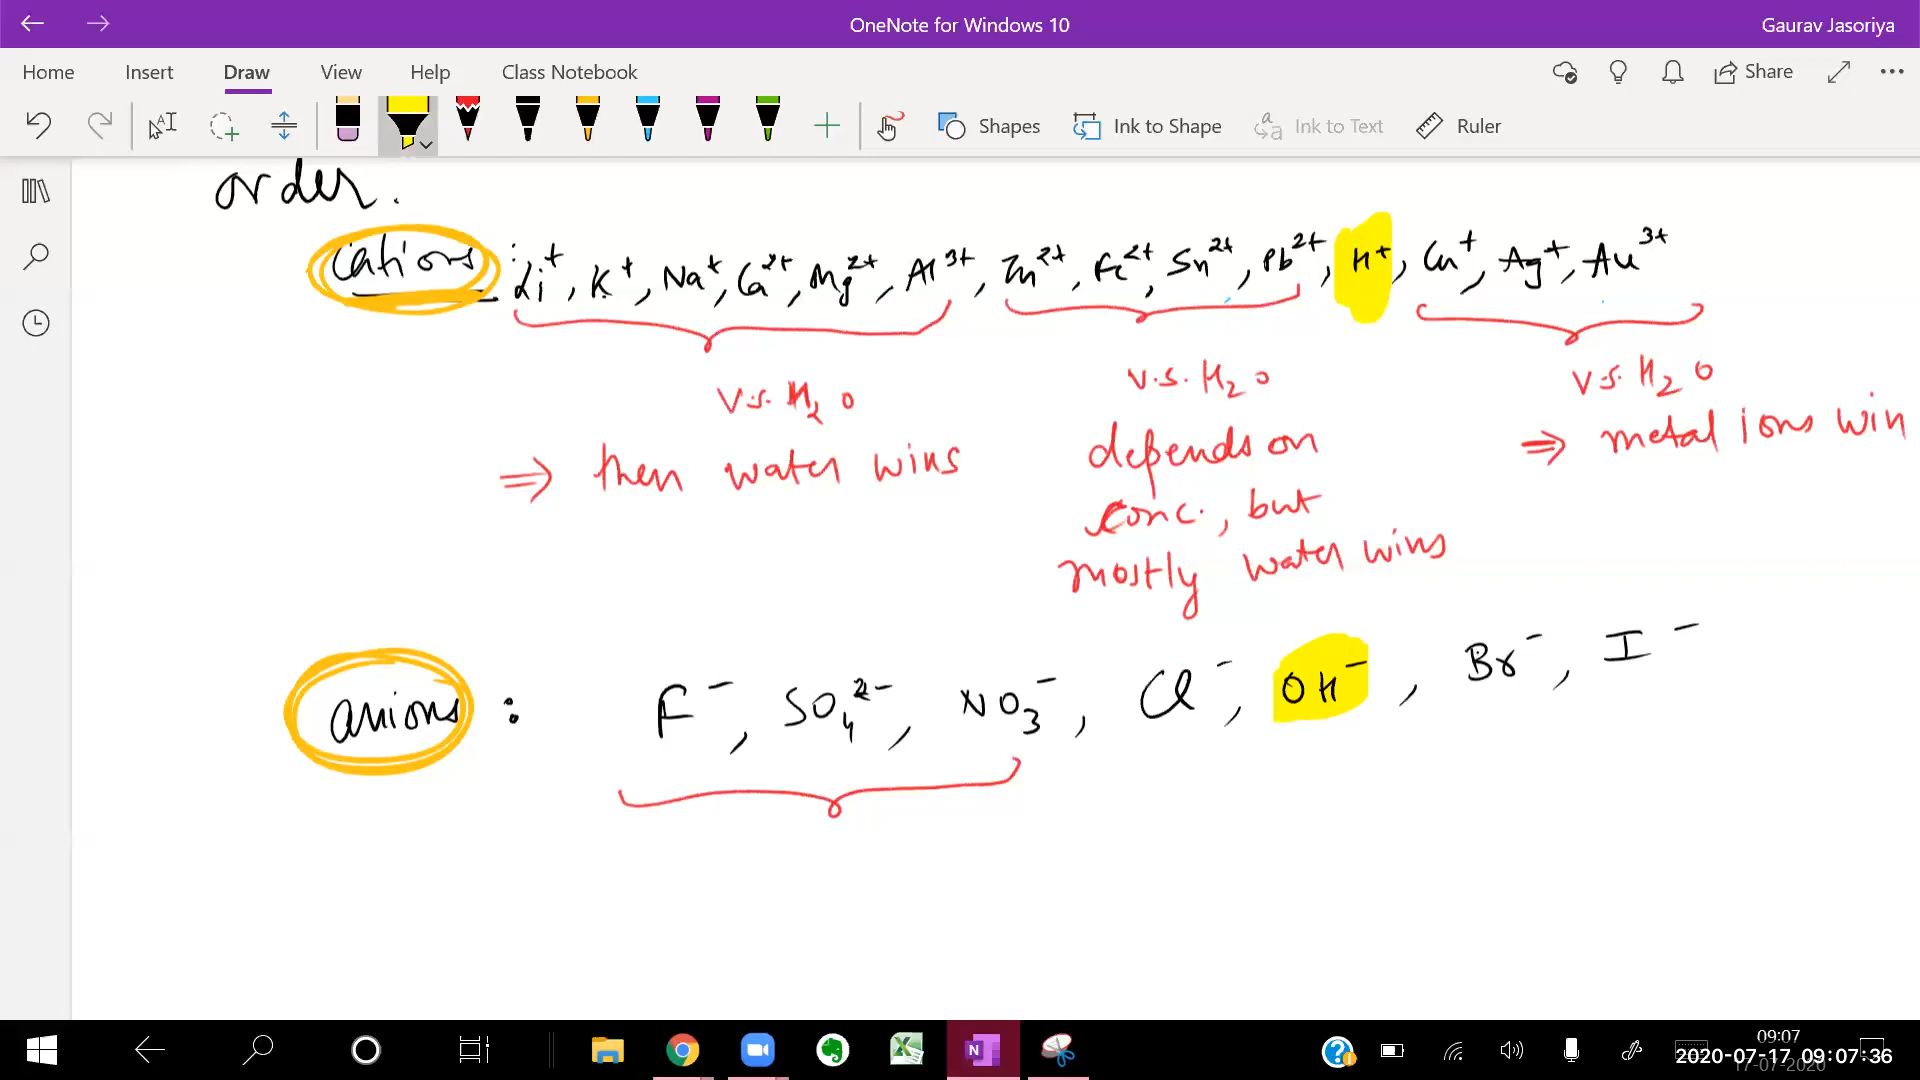 OneNote for Windows 10
Gaurav Jasoriya
Home Insert Draw View Help Class Notebook
Share
Shapes Ink to Shape Ink to Text Ruler
order.
Cations : Li⁺, K⁺, Na⁺, Ca²⁺, Mg²⁺, Al³⁺, Zn²⁺, Fe²⁺, Sn²⁺, Pb²⁺, H⁺, Cu⁺, Ag⁺, Au³⁺
v.s. H₂O
⇒ then water wins
v.s. H₂O
depends on
conc., but
mostly water wins
v.s. H₂O
⇒ metal ions win
anions : F⁻, SO₄²⁻, NO₃⁻, Cl⁻, OH⁻, Br⁻, I⁻
09:07
2020-07-17 09:07:36
17-07-2020